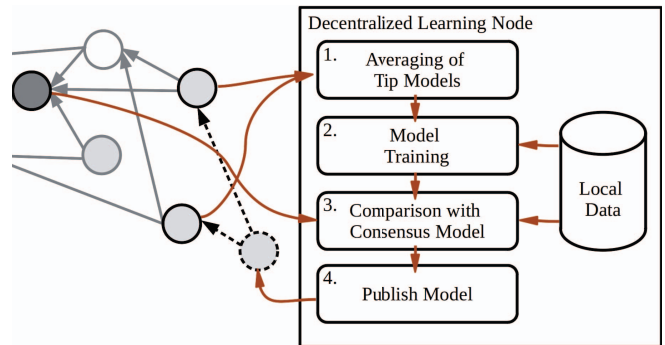 Decentralized Learning Node
1.
Averaging of
Tip Models
2.
Model
Training
3.
Comparison with
Consensus Model
4.
Publish Model
Local
Data